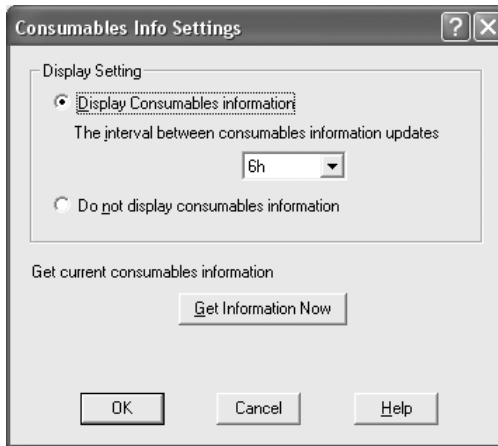 Consumables Info Settings
Display Setting
Display Consumables information
The interval between consumables information updates
6h
Do not display consumables information
Get current consumables information
Get Information Now
OK Cancel Help